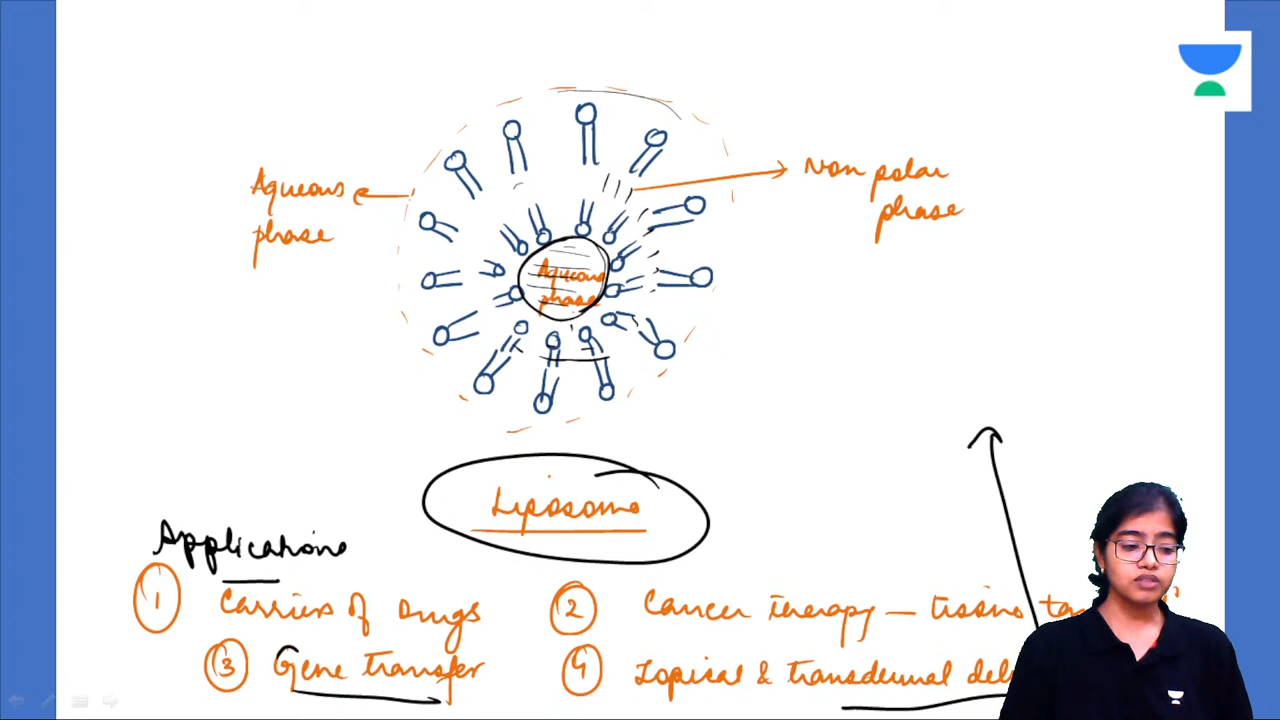 Aqueous
phase
Non polar
phase
Aqueous
phase
Liposome
Applications
① Carriers of drugs
② Cancer therapy — tissue
③ Gene transfer
④ Topical & transdermal